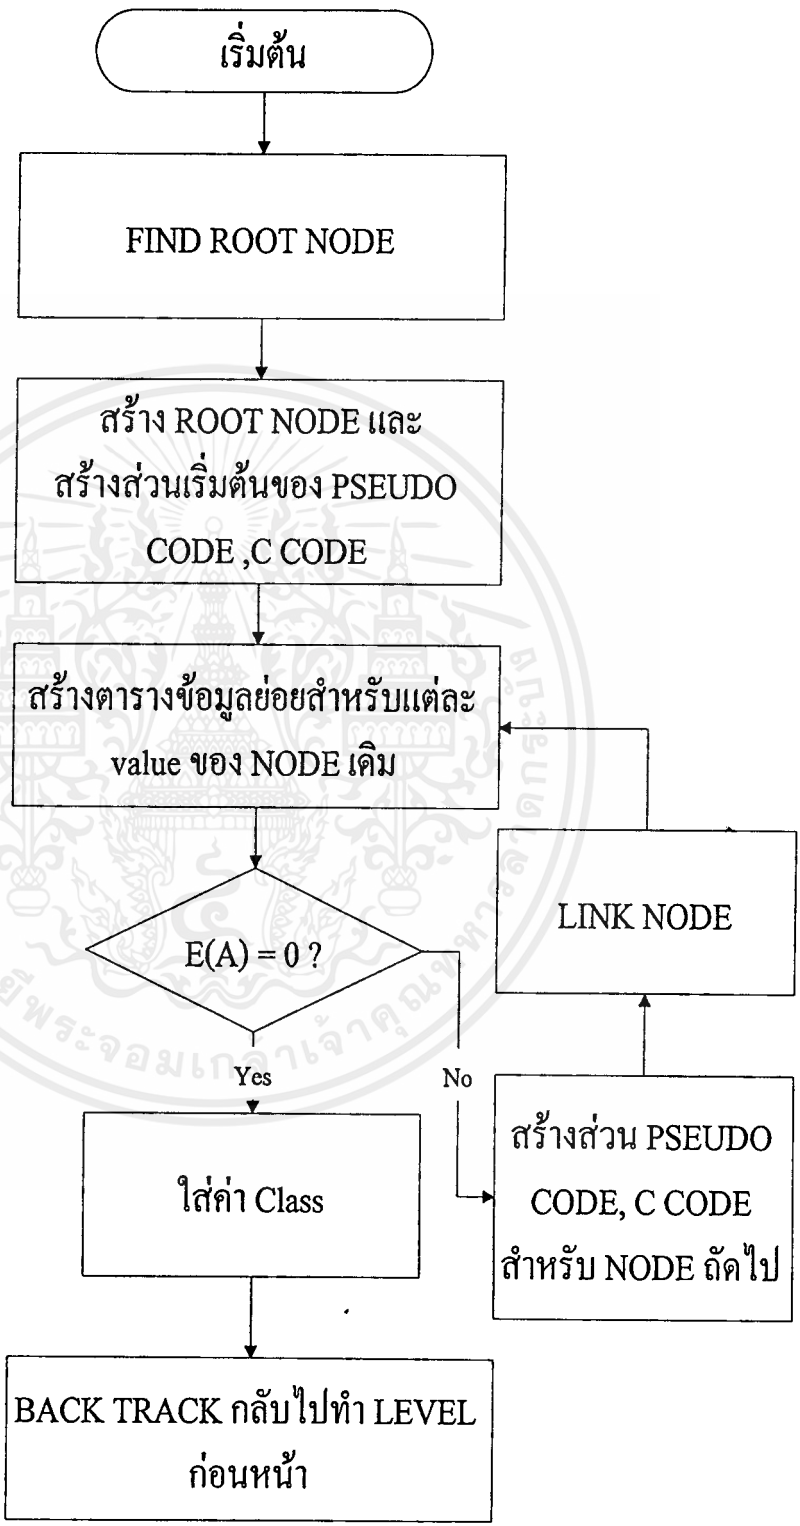 เริ่มต้น
FIND ROOT NODE
สร้าง ROOT NODE และ
สร้างส่วนเริ่มต้นของ PSEUDO
CODE ,C CODE
สร้างตารางข้อมูลย่อยสำหรับแต่ละ
value ของ NODE เดิม
E(A) = 0 ?
Yes
No
ใส่ค่า Class
BACK TRACK กลับไปทำ LEVEL
ก่อนหน้า
สร้างส่วน PSEUDO
CODE, C CODE
สำหรับ NODE ถัดไป
LINK NODE